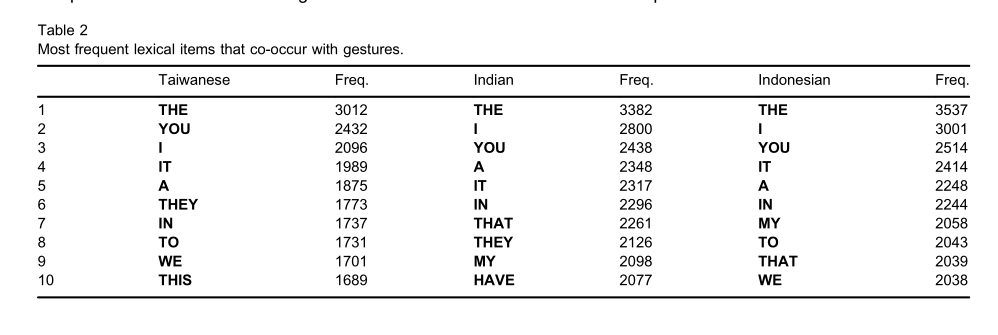 Table 2
Most frequent lexical items that co-occur with gestures.
Taiwanese Freq. Indian Freq. Indonesian Freq.
1 THE 3012 THE 3382 THE 3537
2 YOU 2432 I 2800 I 3001
3 I 2096 YOU 2438 YOU 2514
4 IT 1989 A 2348 IT 2414
5 A 1875 IT 2317 A 2248
6 THEY 1773 IN 2296 IN 2244
7 IN 1737 THAT 2261 MY 2058
8 TO 1731 THEY 2126 TO 2043
9 WE 1701 MY 2098 THAT 2039
10 THIS 1689 HAVE 2077 WE 2038